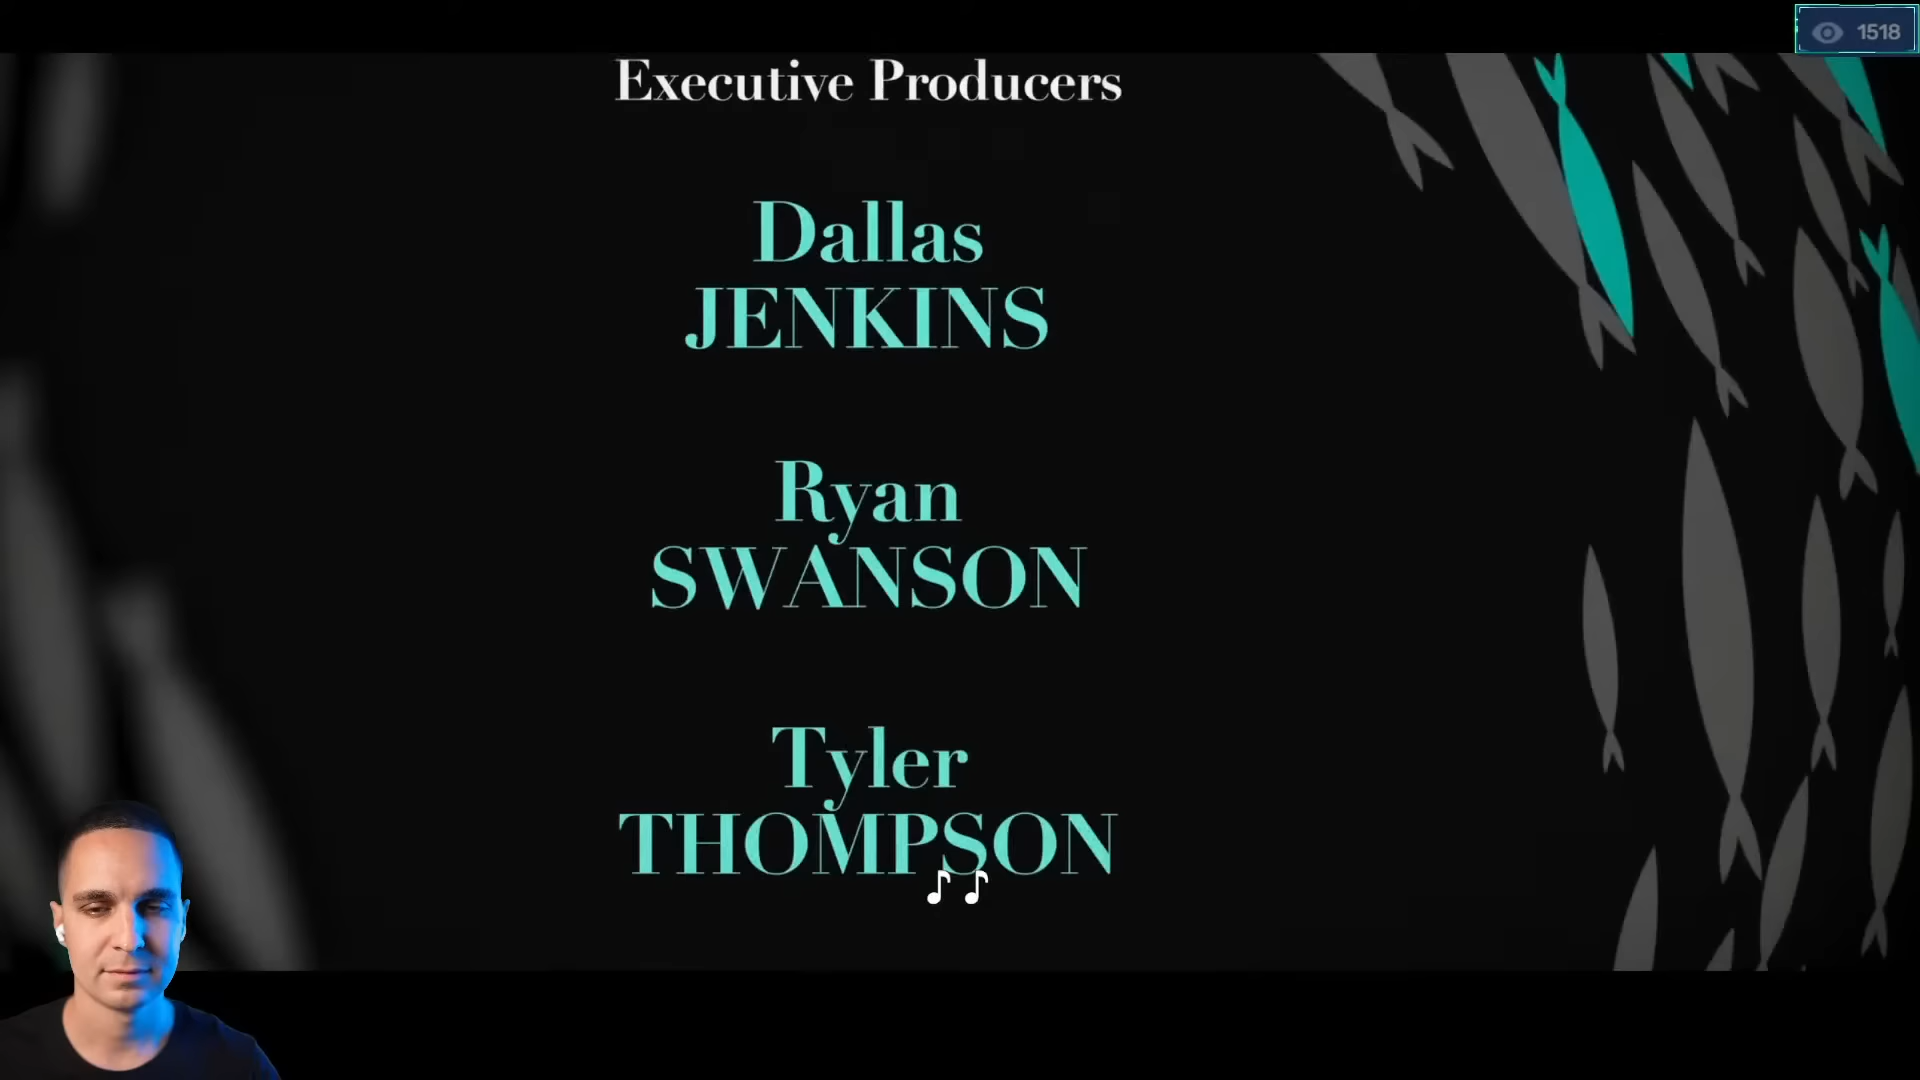 1518
Executive Producers
Dallas
JENKINS
Ryan
SWANSON
Tyler
THOMPSON
♪ ♪